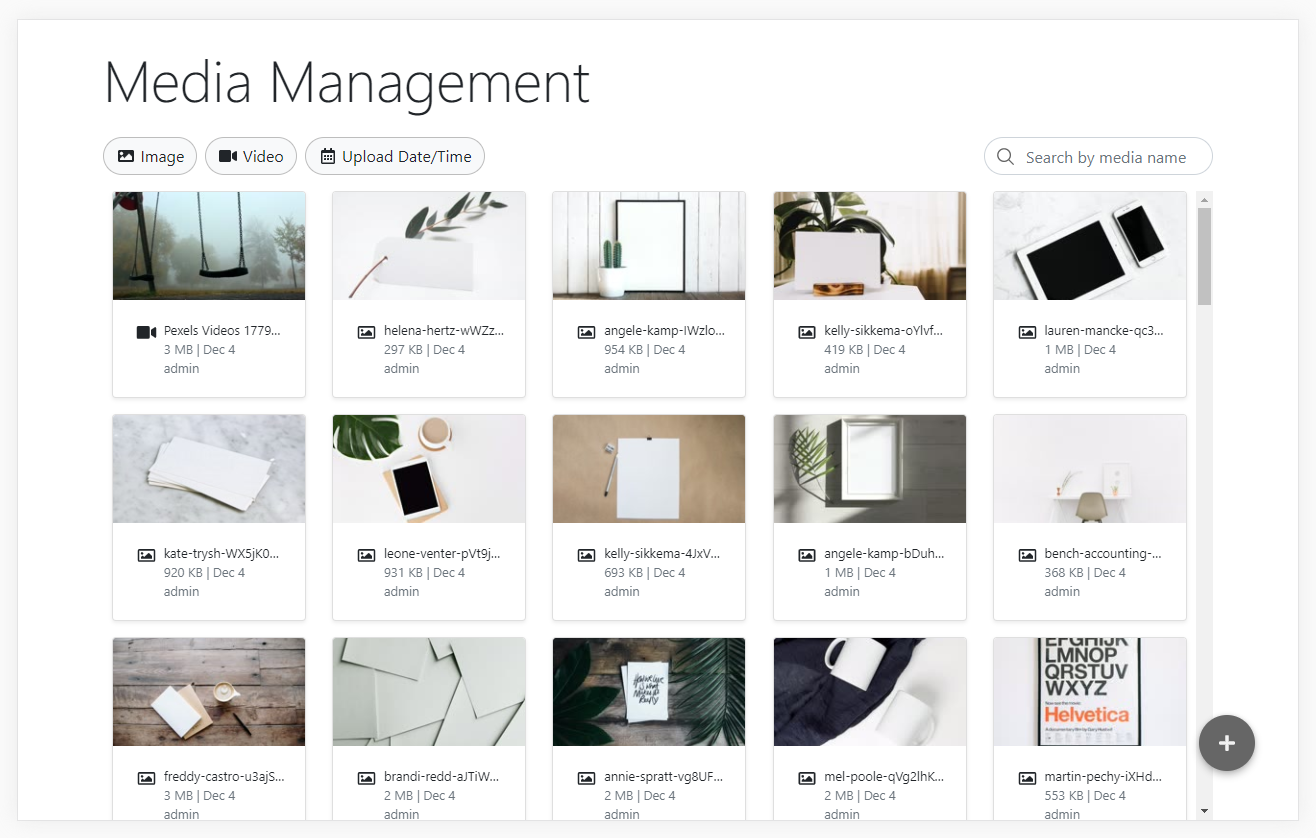 Media Management
Image
Video
Upload Date/Time
Search by media name
Pexels Videos 1779...
3 MB | Dec 4
admin
helena-hertz-wWZz...
297 KB | Dec 4
admin
angele-kamp-IWzlo...
954 KB | Dec 4
admin
kelly-sikkema-oYlvf...
419 KB | Dec 4
admin
lauren-mancke-qc3...
1 MB | Dec 4
admin
kate-trysh-WX5jK0...
920 KB | Dec 4
admin
leone-venter-pVt9j...
931 KB | Dec 4
admin
kelly-sikkema-4JxV...
693 KB | Dec 4
admin
angele-kamp-bDuh...
1 MB | Dec 4
admin
bench-accounting-...
368 KB | Dec 4
admin
EFGHIJK
LMNOP
QRSTUV
WXYZ
Helvetica
freddy-castro-u3ajS...
3 MB | Dec 4
admin
brandi-redd-aJTiW...
2 MB | Dec 4
admin
annie-spratt-vg8UF...
2 MB | Dec 4
admin
mel-poole-qVg2lhK...
2 MB | Dec 4
admin
martin-pechy-iXHd...
553 KB | Dec 4
admin